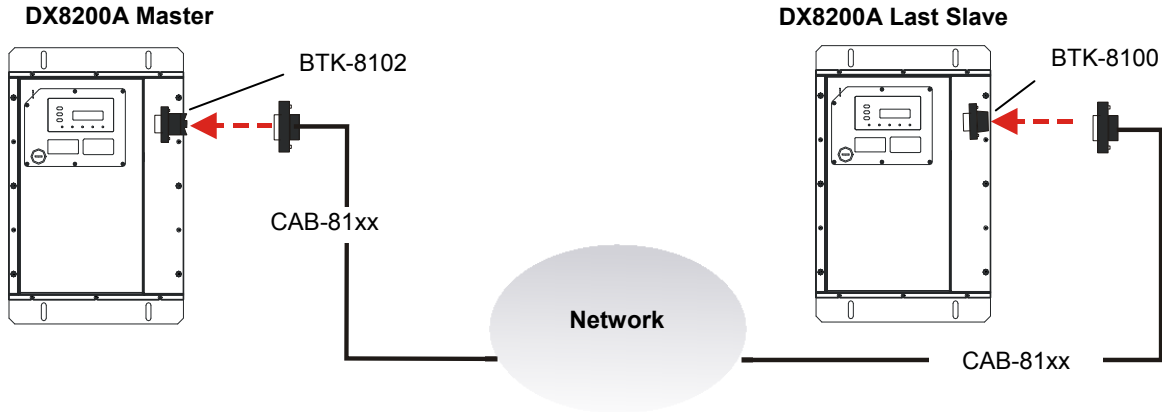 DX8200A Master
DX8200A Last Slave
BTK-8102
BTK-8100
CAB-81xx
Network
CAB-81xx